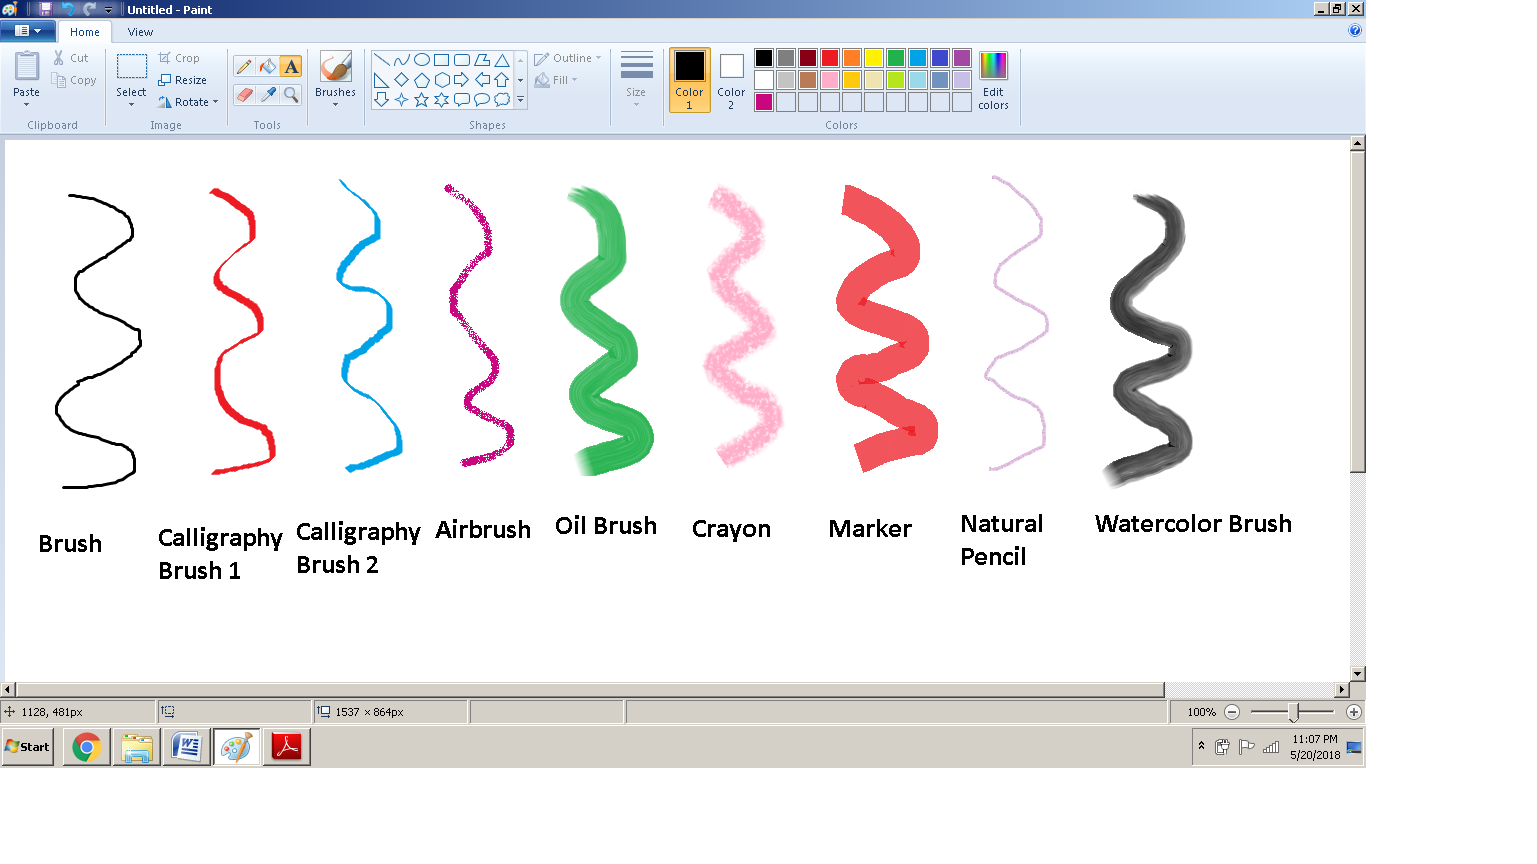 Untitled - Paint
Home View
Paste
Cut
Copy
Clipboard
Select
Crop
Resize
Rotate
Image
A
Tools
Brushes
Outline
Fill
Shapes
Size
Color
1
Color
2
Edit
colors
Colors
Brush
Calligraphy
Brush 1
Calligraphy
Brush 2
Airbrush
Oil Brush
Crayon
Marker
Natural
Pencil
Watercolor Brush
1128, 481px
1537 × 864px
100%
Start
11:07 PM
5/20/2018